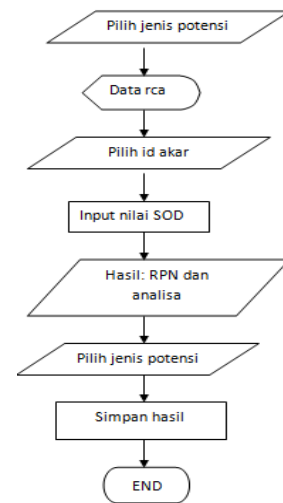 Pilih jenis potensi
Data rca
Pilih id akar
Input nilai SOD
Hasil: RPN dan
analisa
Pilih jenis potensi
Simpan hasil
END